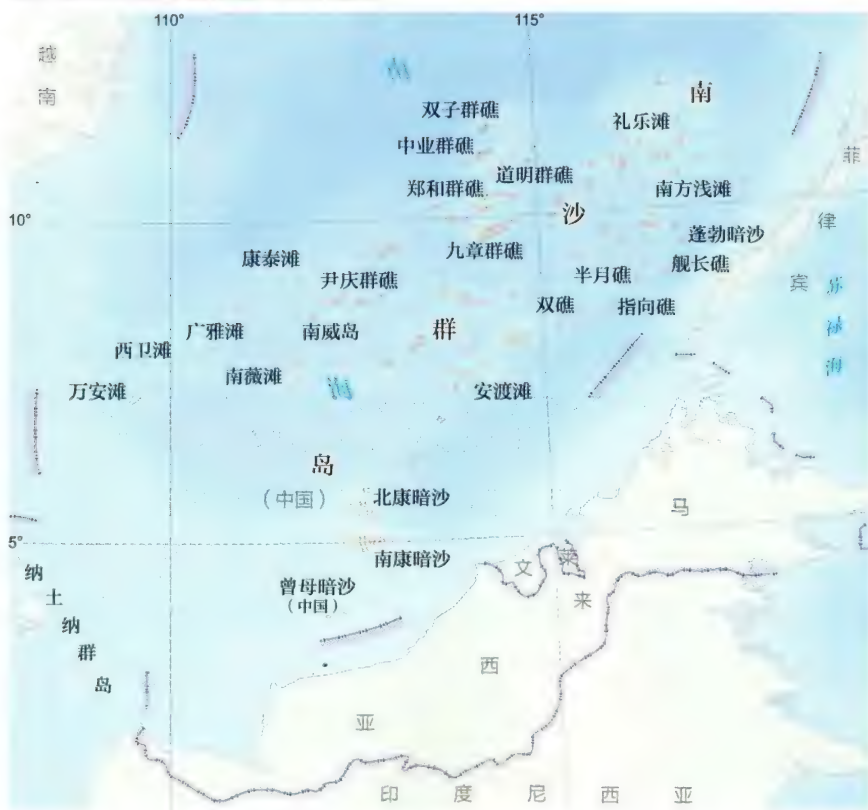 110°
115°
越南
南
双子群礁
礼乐滩
中业群礁
道明群礁
菲律宾
郑和群礁
南方浅滩
10°
沙
蓬勃暗沙
九章群礁
康泰滩
舰长礁
半月礁
尹庆群礁
苏禄海
双礁
指向礁
广雅滩
南威岛
群
西卫滩
南薇滩
南
海
万安滩
安渡滩
岛
(中国)
北康暗沙
马来西亚
5°
南康暗沙
文莱
纳土纳群岛
曾母暗沙
(中国)
印度尼西亚